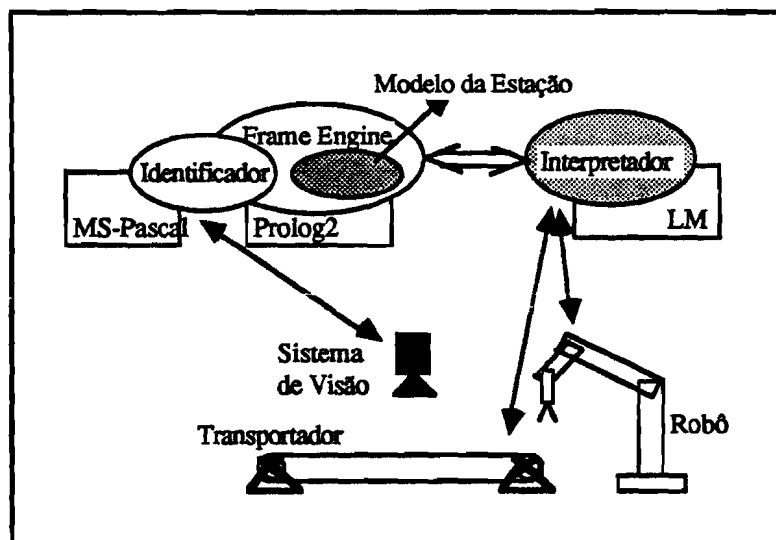 Modelo da Estação
Frame Engine
Identificador
Interpretador
MS-Pascal
Prolog2
LM
Sistema
de Visão
Transportador
Robô